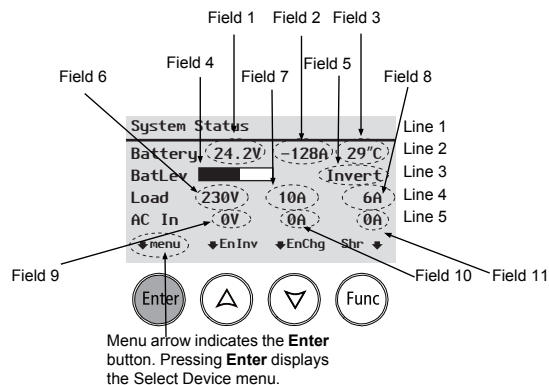 Field 1 Field 2 Field 3
Field 6 Field 4 Field 7 Field 5 Field 8
System Status Line 1
Battery 24.2V -128A 29"C Line 2
BatLev Invert Line 3
Load 230V 10A 6A Line 4
AC In 0V 0A 0A Line 5
menu EnInv EnChg Shr
Field 9 Field 10 Field 11
Enter Func
Menu arrow indicates the Enter
button. Pressing Enter displays
the Select Device menu.